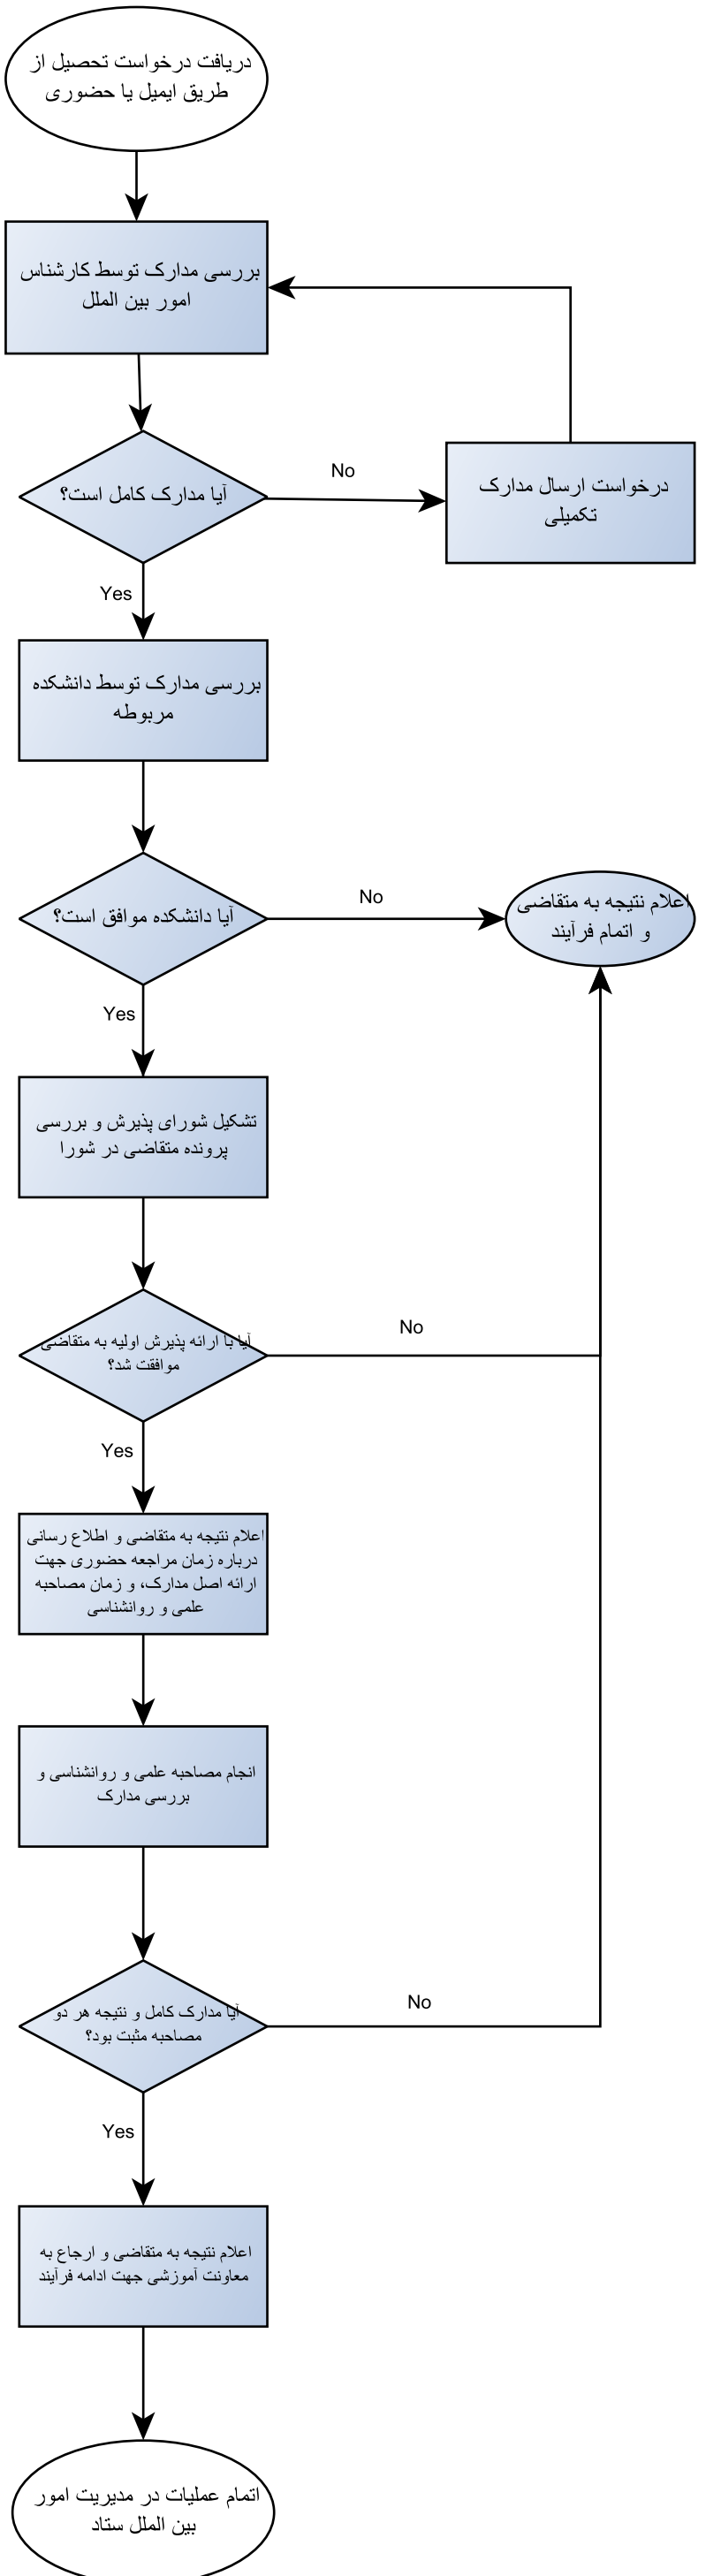 دریافت درخواست تحصیل از
طریق ایمیل یا حضوری
بررسی مدارک توسط کارشناس
امور بین الملل
آیا مدارک کامل است؟
No
درخواست ارسال مدارک
تکمیلی
Yes
بررسی مدارک توسط دانشکده
مربوطه
آیا دانشکده موافق است؟
No
اعلام نتیجه به متقاضی
و اتمام فرآیند
Yes
تشکیل شورای پذیرش و بررسی
پرونده متقاضی در شورا
آیا با ارائه پذیرش اولیه به متقاضی
موافقت شد؟
No
Yes
اعلام نتیجه به متقاضی و اطلاع رسانی
درباره زمان مراجعه حضوری جهت
ارائه اصل مدارک، و زمان مصاحبه
علمی و روانشناسی
انجام مصاحبه علمی و روانشناسی و
بررسی مدارک
آیا مدارک کامل و نتیجه هر دو
مصاحبه مثبت بود؟
No
Yes
اعلام نتیجه به متقاضی و ارجاع به
معاونت آموزشی جهت ادامه فرآیند
اتمام عملیات در مدیریت امور
بین الملل ستاد